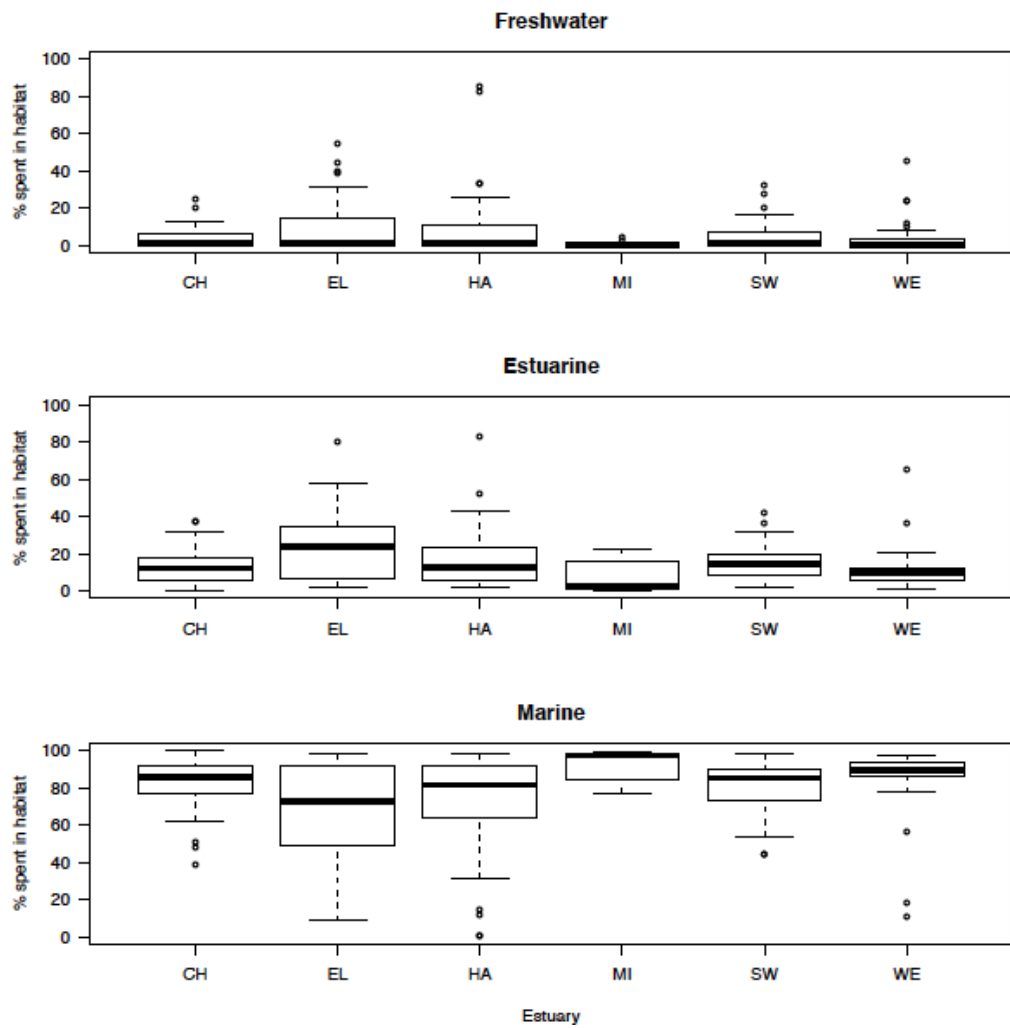 Freshwater
% spent in habitat
100
80
60
40
20
0
CH EL HA MI SW WE
Estuarine
% spent in habitat
100
80
60
40
20
0
CH EL HA MI SW WE
Marine
% spent in habitat
100
80
60
40
20
0
CH EL HA MI SW WE
Estuary